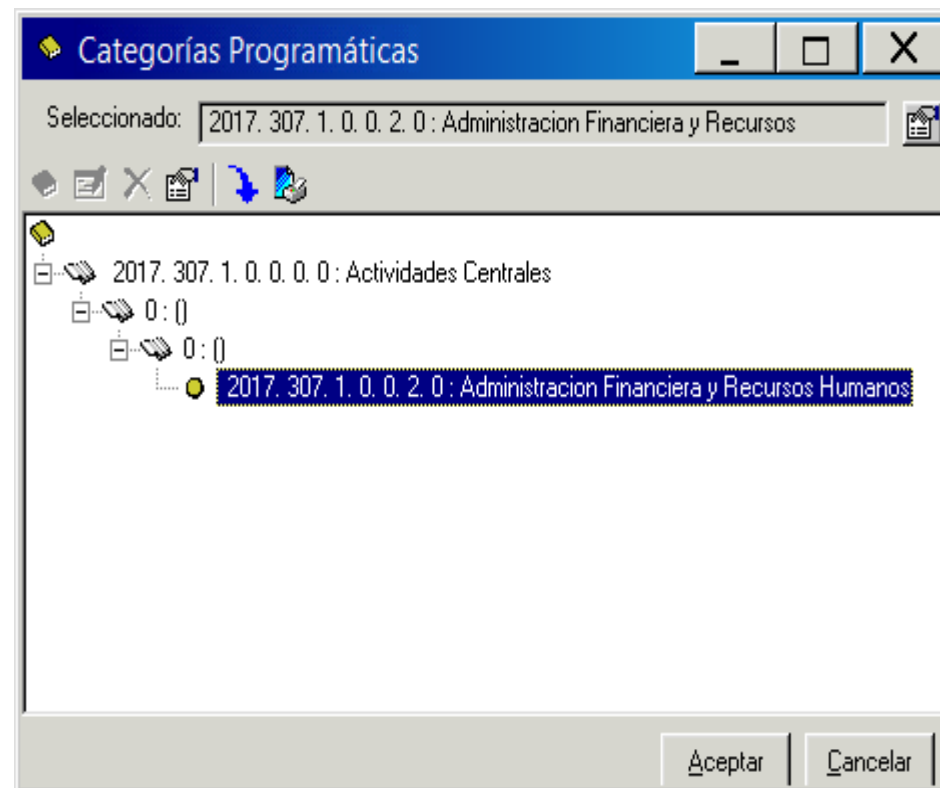 Categorías Programáticas
Seleccionado: 2017. 307. 1. 0. 0. 2. 0 : Administracion Financiera y Recursos
2017. 307. 1. 0. 0. 0. 0 : Actividades Centrales
0 : ()
0 : ()
2017. 307. 1. 0. 0. 2. 0 : Administracion Financiera y Recursos Humanos
Aceptar Cancelar